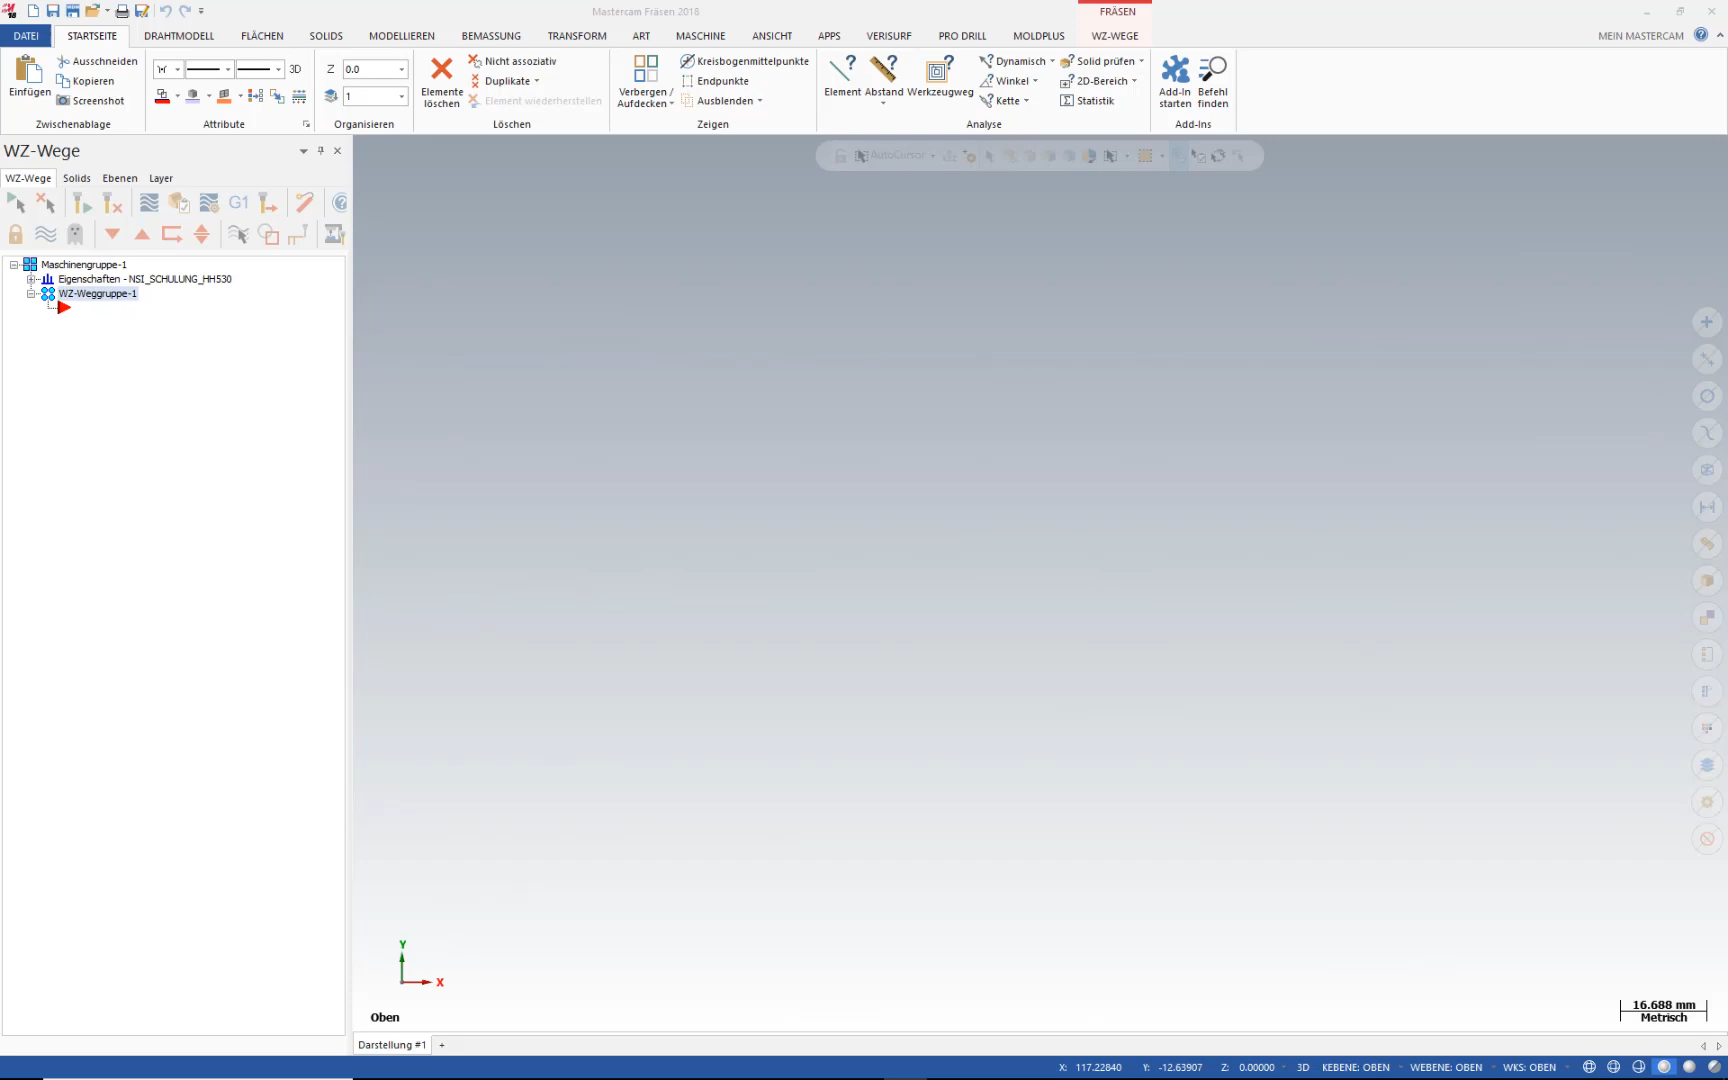 Mastercam Fräsen 2018
FRÄSEN
DATEI STARTSEITE DRAHTMODELL FLÄCHEN SOLIDS MODELLIEREN BEMASSUNG TRANSFORM ART MASCHINE ANSICHT APPS VERISURF PRO DRILL MOLDPLUS WZ-WEGE MEIN MASTERCAM
Einfügen
Ausschneiden
Kopieren
Screenshot
Zwischenablage
3D
Attribute
Z 0.0
1
Organisieren
Elemente löschen
Nicht assoziativ
Duplikate
Element wiederherstellen
Löschen
Verbergen / Aufdecken
Kreisbogenmittelpunkte
Endpunkte
Ausblenden
Zeigen
Element
Abstand
Werkzeugweg
Dynamisch
Winkel
Kette
Solid prüfen
2D-Bereich
Statistik
Analyse
Add-In starten
Befehl finden
Add-Ins
WZ-Wege
WZ-Wege Solids Ebenen Layer
G1
AutoCursor
Maschinengruppe-1
Eigenschaften - NSI_SCHULUNG_HH530
WZ-Weggruppe-1
Y
X
Oben
16.688 mm
Metrisch
Darstellung #1 +
X: 117.22840 Y: -12.63907 Z: 0.00000 3D KEBENE: OBEN WEBENE: OBEN WKS: OBEN